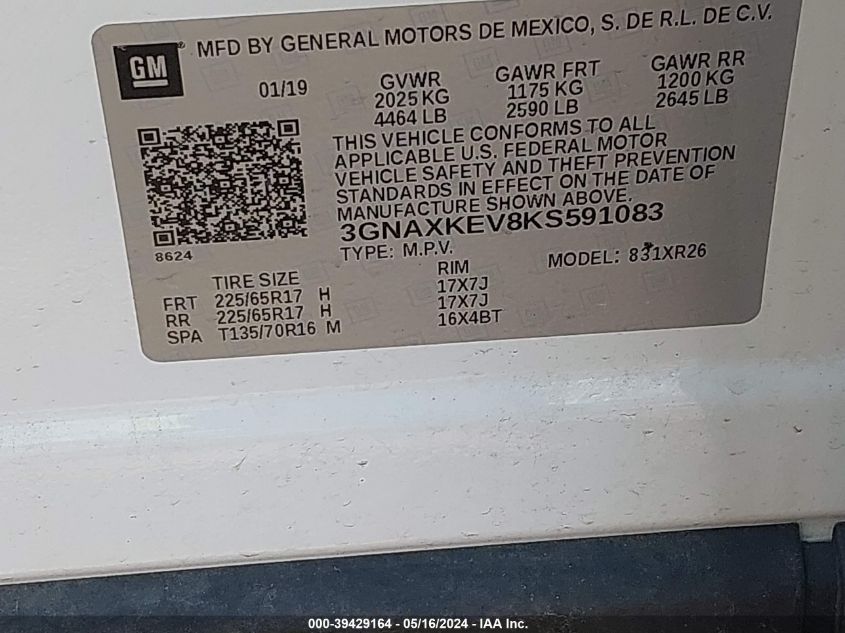 GM
MFD BY GENERAL MOTORS DE MEXICO, S. DE R.L. DE C.V.
01/19 GVWR GAWR FRT GAWR RR
2025 KG 1175 KG 1200 KG
4464 LB 2590 LB 2645 LB
THIS VEHICLE CONFORMS TO ALL
APPLICABLE U.S. FEDERAL MOTOR
VEHICLE SAFETY AND THEFT PREVENTION
STANDARDS IN EFFECT ON THE DATE OF
MANUFACTURE SHOWN ABOVE.
3GNAXKEV8KS591083
8624
TYPE: M.P.V. MODEL: 831XR26
TIRE SIZE RIM
FRT 225/65R17 H 17X7J
RR 225/65R17 H 17X7J
SPA T135/70R16 M 16X4BT
000-39429164 - 05/16/2024 - IAA Inc.